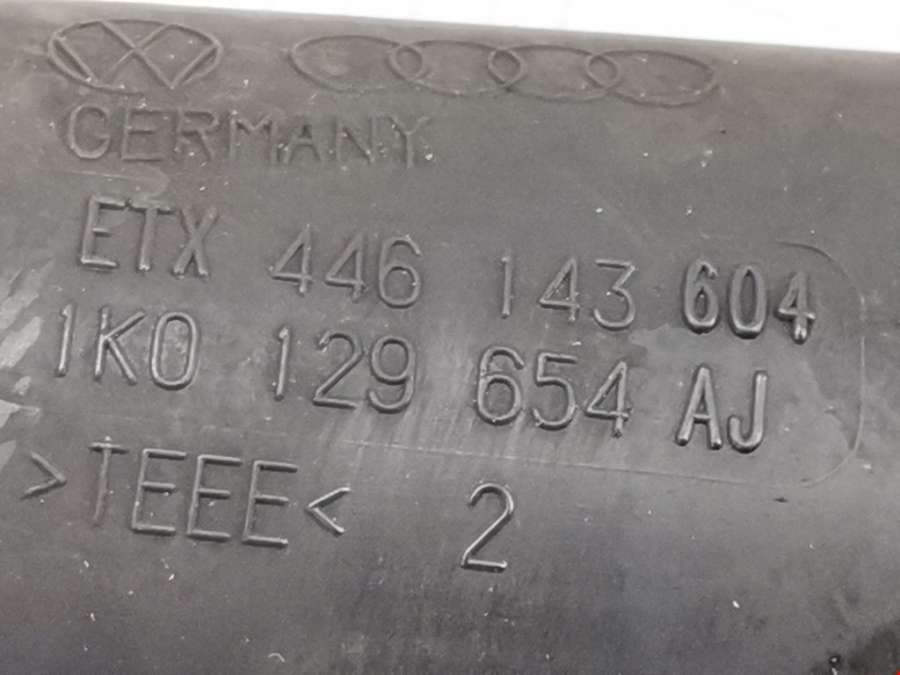 GERMANY
ETX 446 143 604
1K0 129 654 AJ
>TEEE< 2